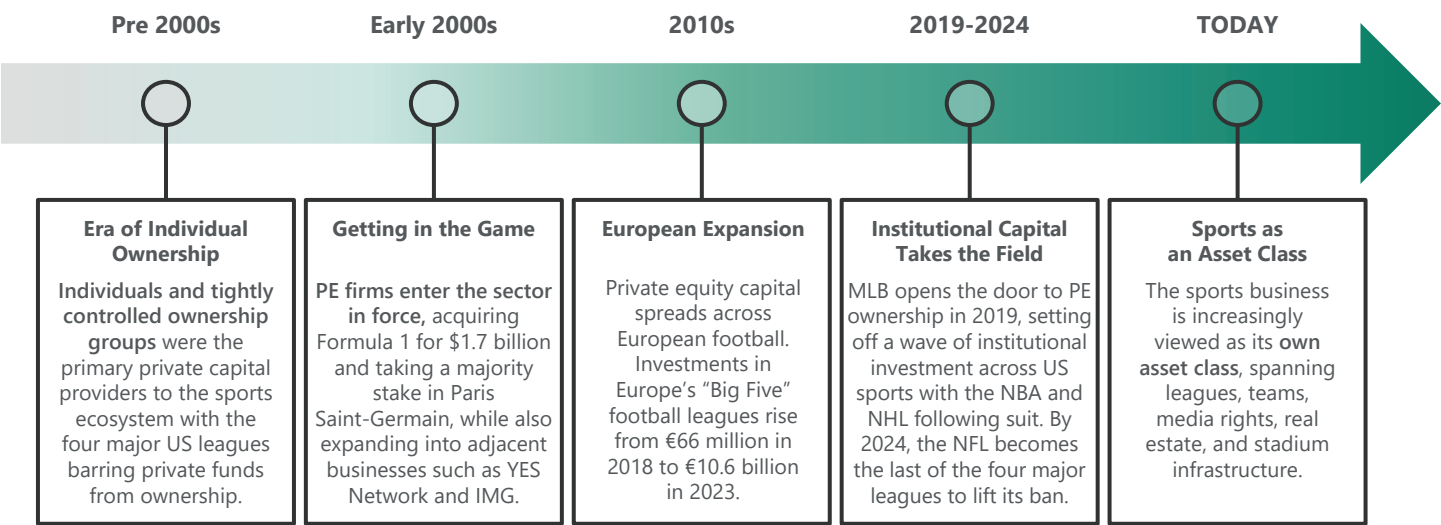 Pre 2000s
Early 2000s
2010s
2019-2024
TODAY
Era of Individual
Ownership
Individuals and tightly
controlled ownership
groups were the
primary private capital
providers to the sports
ecosystem with the
four major US leagues
barring private funds
from ownership.
Getting in the Game
PE firms enter the sector
in force, acquiring
Formula 1 for $1.7 billion
and taking a majority
stake in Paris
Saint-Germain, while also
expanding into adjacent
businesses such as YES
Network and IMG.
European Expansion
Private equity capital
spreads across
European football.
Investments in
Europe’s “Big Five”
football leagues rise
from €66 million in
2018 to €10.6 billion
in 2023.
Institutional Capital
Takes the Field
MLB opens the door to PE
ownership in 2019, setting
off a wave of institutional
investment across US
sports with the NBA and
NHL following suit. By
2024, the NFL becomes
the last of the four major
leagues to lift its ban.
Sports as
an Asset Class
The sports business
is increasingly
viewed as its own
asset class, spanning
leagues, teams,
media rights, real
estate, and stadium
infrastructure.